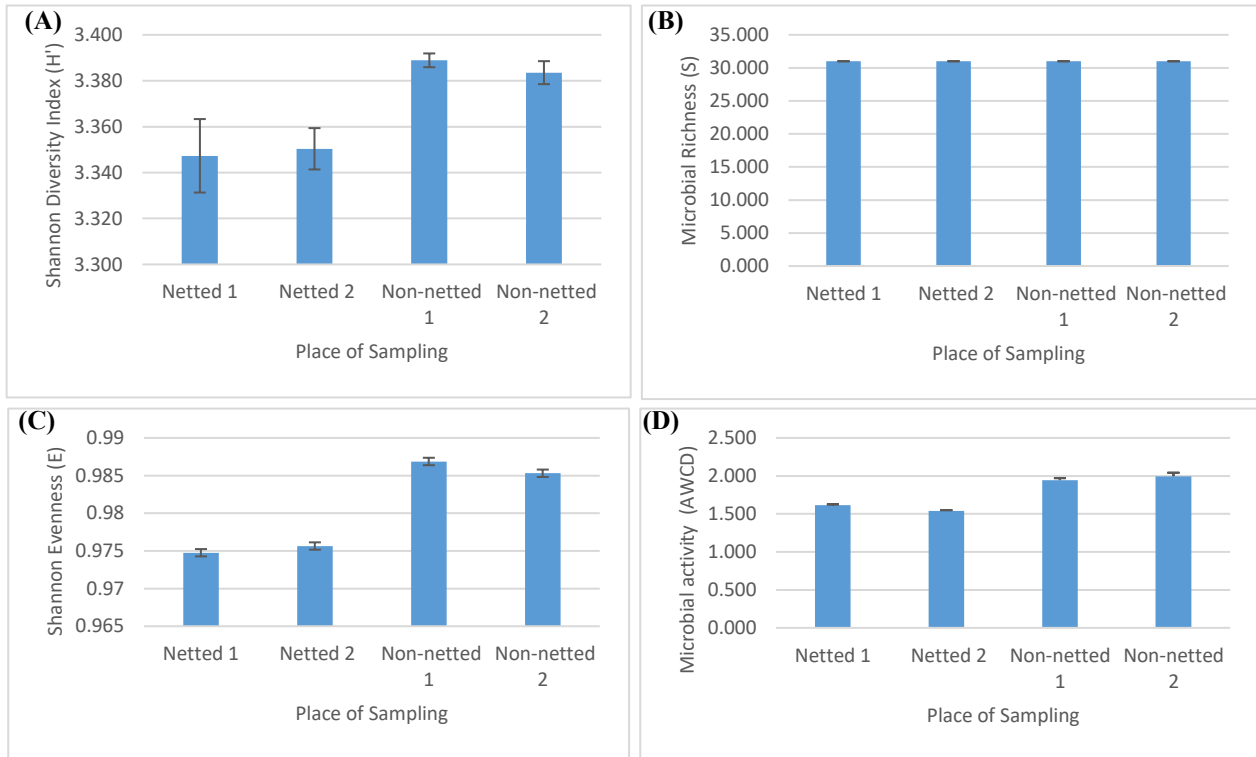 (A)
Shannon Diversity Index (H')
3.400
3.380
3.360
3.340
3.320
3.300
Netted 1
Netted 2
Non-netted
1
Non-netted
2
Place of Sampling
(B)
Microbial Richness (S)
35.000
30.000
25.000
20.000
15.000
10.000
5.000
0.000
Netted 1
Netted 2
Non-netted
1
Non-netted
2
Place of Sampling
(C)
Shannon Evenness (E)
0.99
0.985
0.98
0.975
0.97
0.965
Netted 1
Netted 2
Non-netted
1
Non-netted
2
Place of Sampling
(D)
Microbial activity (AWCD)
2.500
2.000
1.500
1.000
0.500
0.000
Netted 1
Netted 2
Non-netted
1
Non-netted
2
Place of Sampling